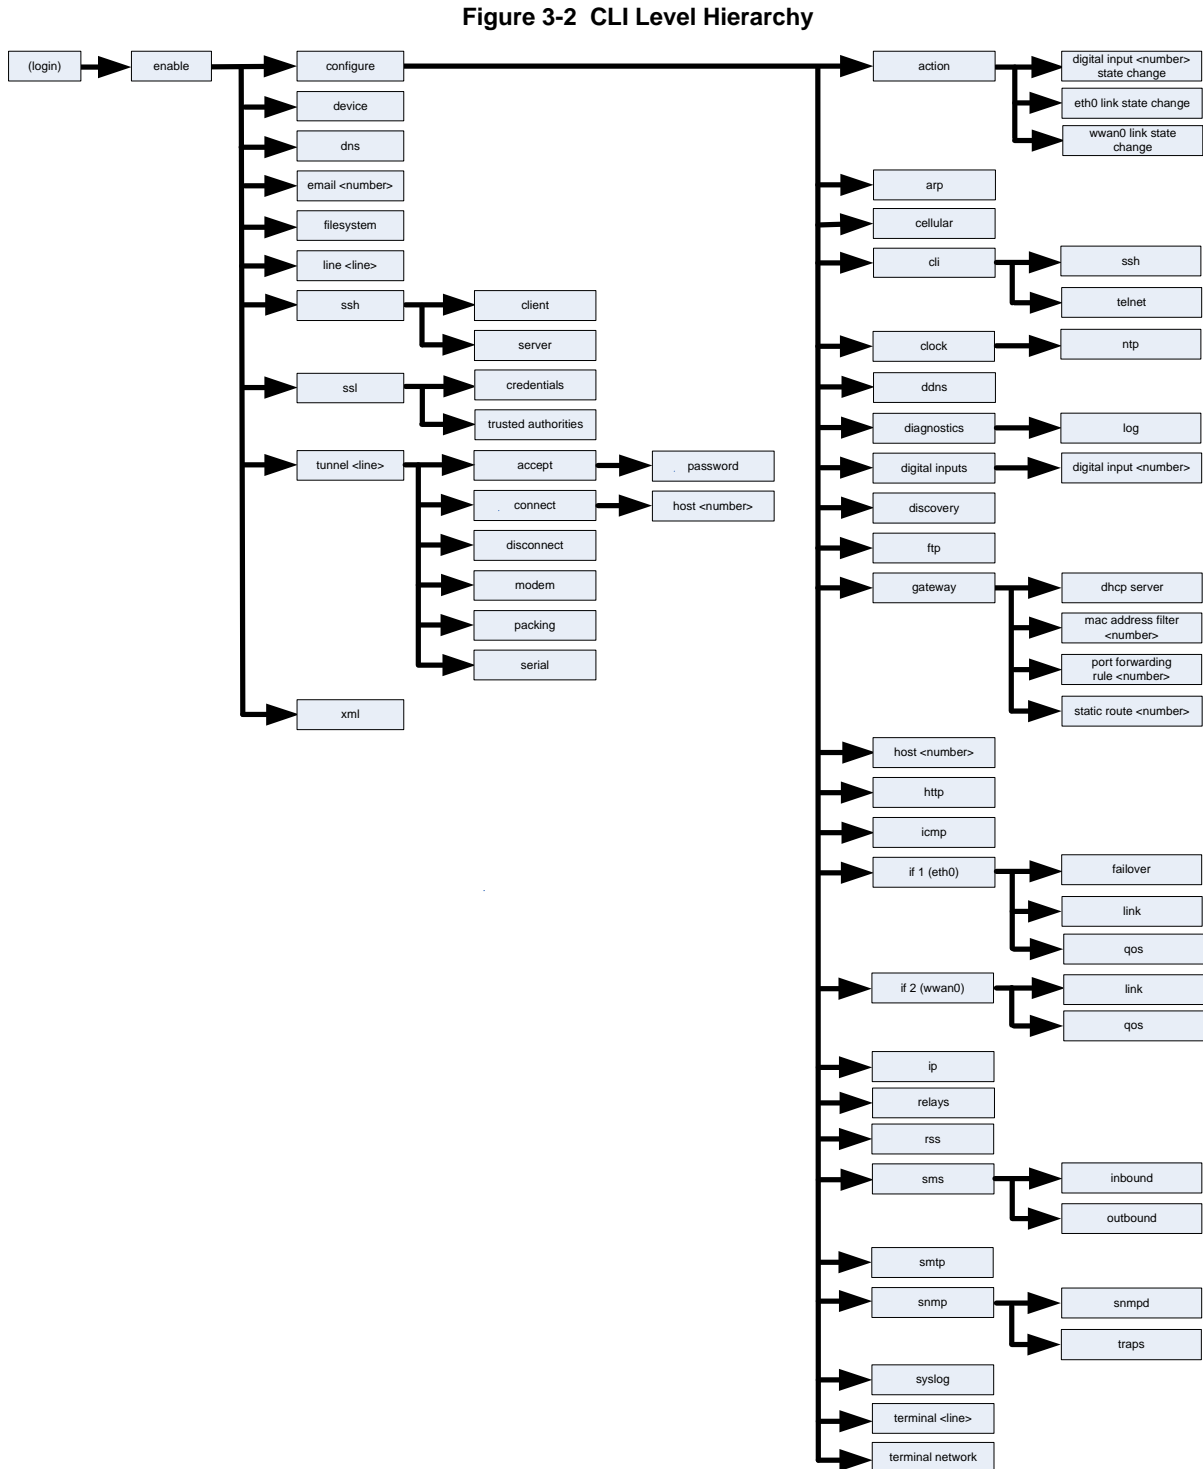 Figure 3-2 CLI Level Hierarchy
(login)
enable
configure
device
dns
email <number>
filesystem
line <line>
ssh
client
server
ssl
credentials
trusted authorities
tunnel <line>
accept
password
connect
host <number>
disconnect
modem
packing
serial
xml
action
digital input <number>
state change
eth0 link state change
wwan0 link state
change
arp
cellular
cli
ssh
telnet
clock
ntp
ddns
diagnostics
log
digital inputs
digital input <number>
discovery
ftp
gateway
dhcp server
mac address filter
<number>
port forwarding
rule <number>
static route <number>
host <number>
http
icmp
if 1 (eth0)
failover
link
qos
if 2 (wwan0)
link
qos
ip
relays
rss
sms
inbound
outbound
smtp
snmp
snmpd
traps
syslog
terminal <line>
terminal network